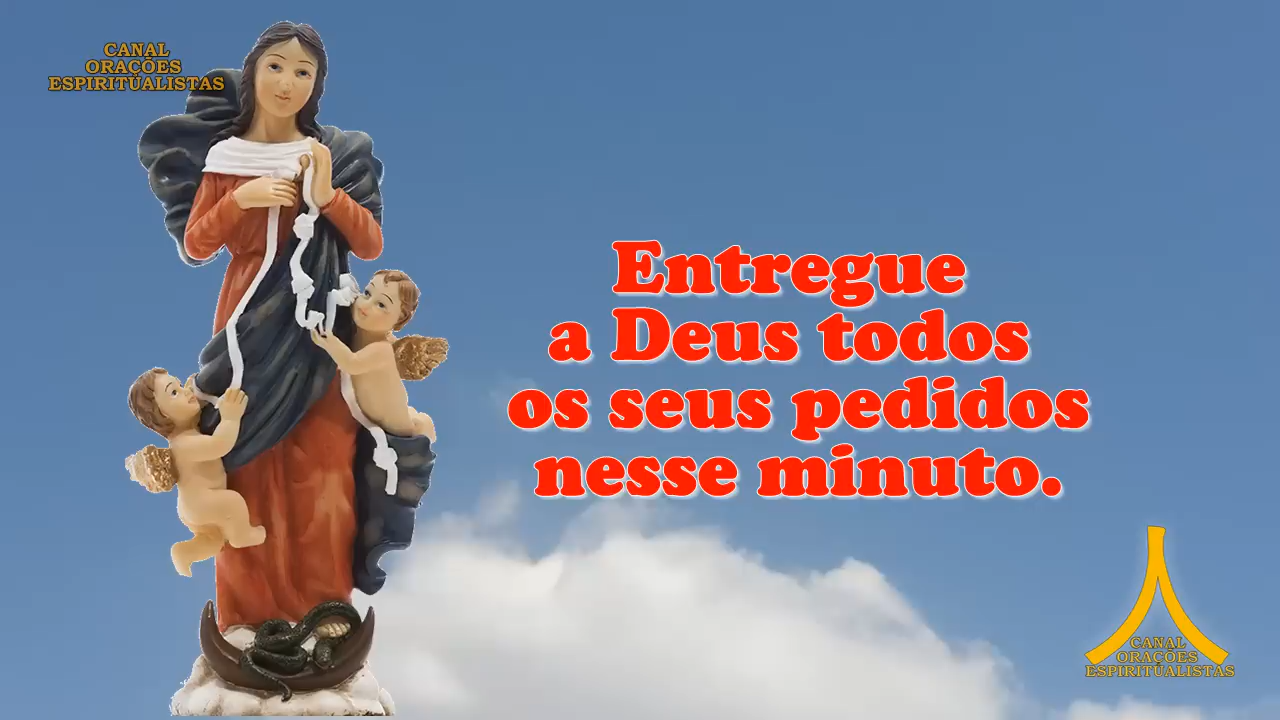 CANAL
ORAÇÕES
ESPIRITUALISTAS
Entregue
a Deus todos
os seus pedidos
nesse minuto.
CANAL
ORAÇÕES
ESPIRITUALISTAS